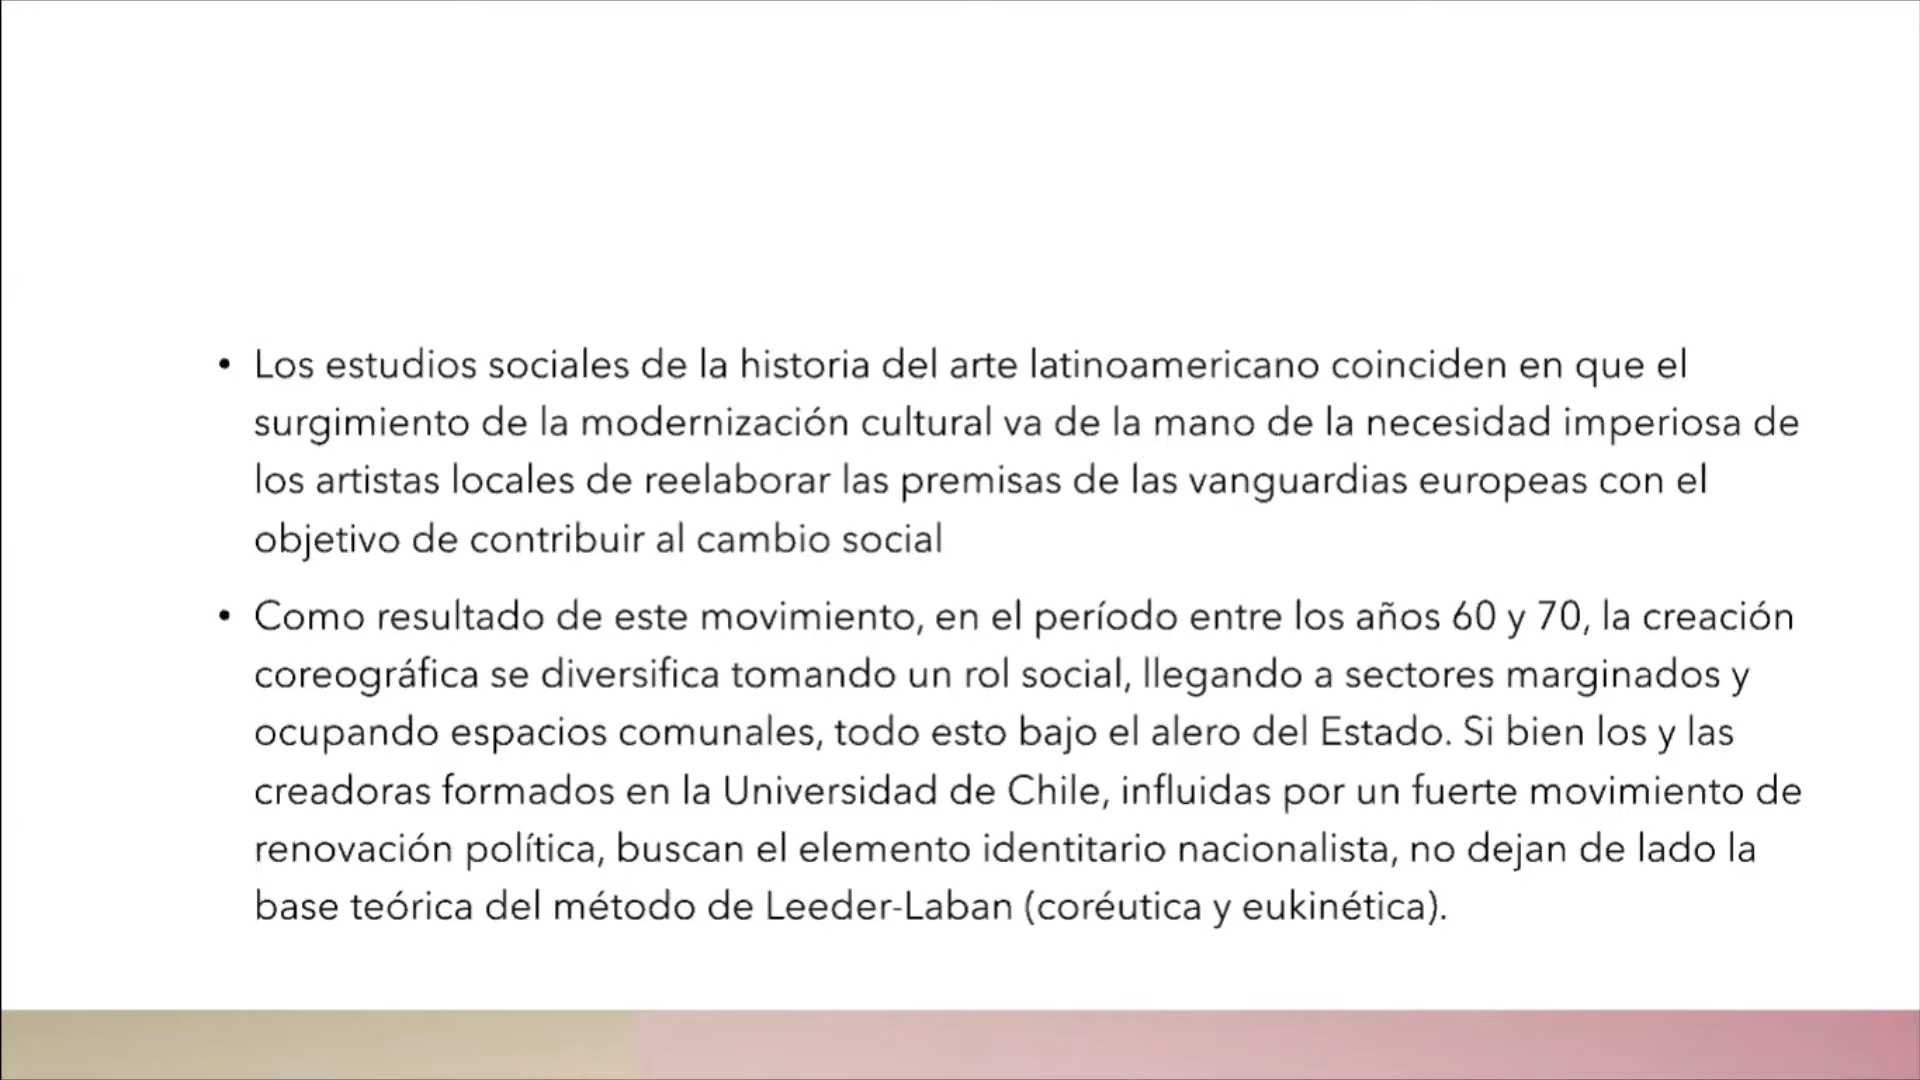 • Los estudios sociales de la historia del arte latinoamericano coinciden en que el
surgimiento de la modernización cultural va de la mano de la necesidad imperiosa de
los artistas locales de reelaborar las premisas de las vanguardias europeas con el
objetivo de contribuir al cambio social
• Como resultado de este movimiento, en el período entre los años 60 y 70, la creación
coreográfica se diversifica tomando un rol social, llegando a sectores marginados y
ocupando espacios comunales, todo esto bajo el alero del Estado. Si bien los y las
creadoras formados en la Universidad de Chile, influidas por un fuerte movimiento de
renovación política, buscan el elemento identitario nacionalista, no dejan de lado la
base teórica del método de Leeder-Laban (coréutica y eukinética).